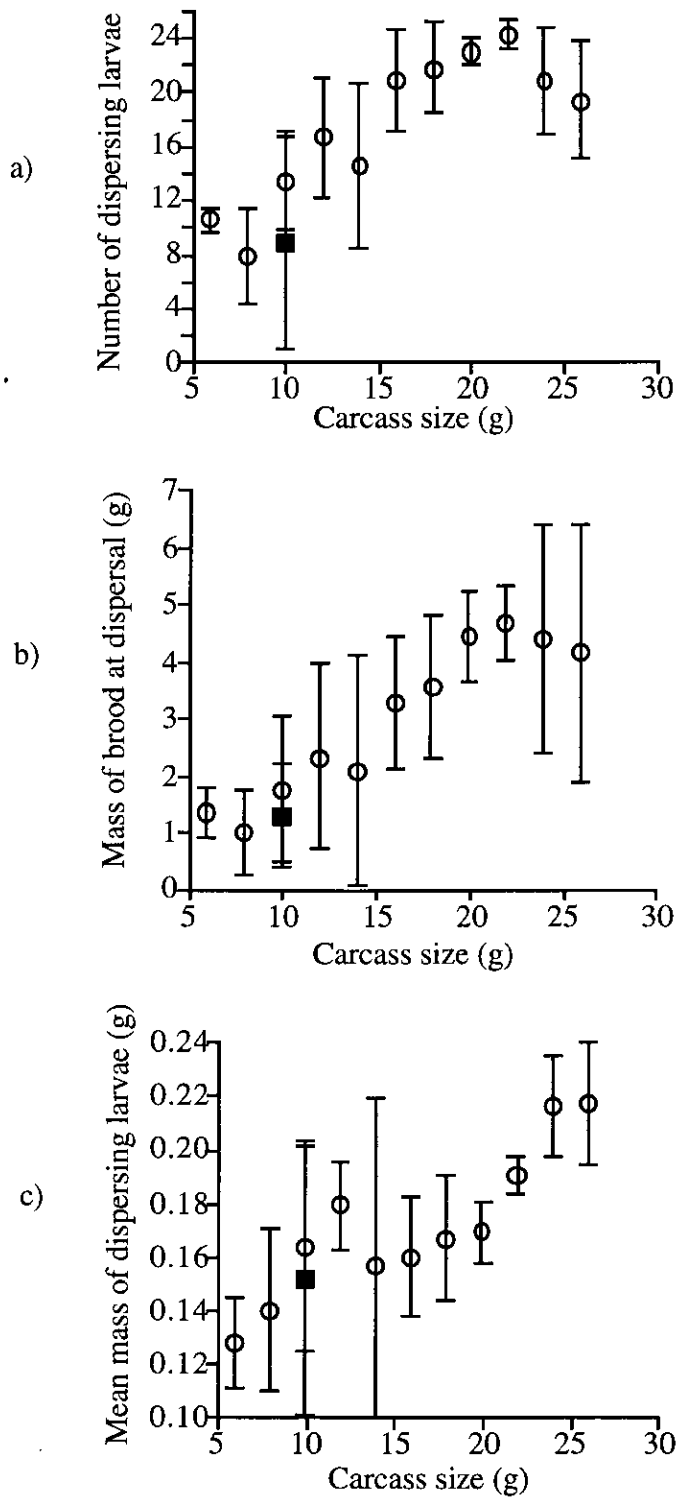 a)
Number of dispersing larvae
24
20
16
12
8
4
0
5 10 15 20 25 30
Carcass size (g)
b)
Mass of brood at dispersal (g)
7
6
5
4
3
2
1
0
5 10 15 20 25 30
Carcass size (g)
c)
Mean mass of dispersing larvae (g)
0.24
0.22
0.20
0.18
0.16
0.14
0.12
0.10
5 10 15 20 25 30
Carcass size (g)